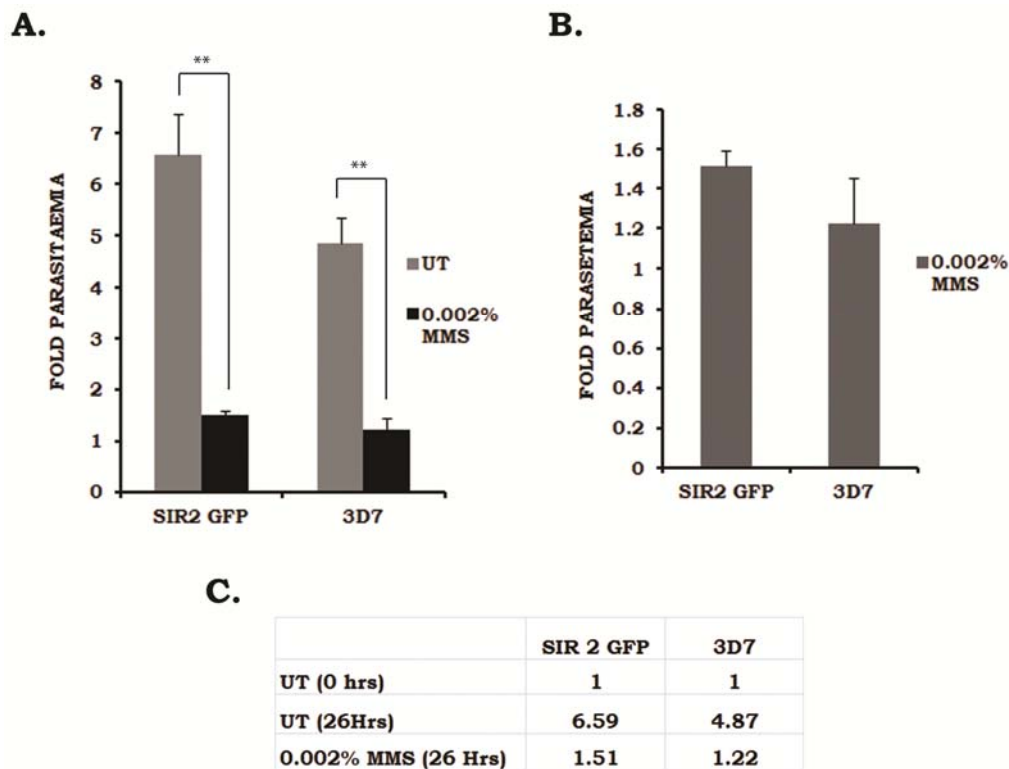 A.
**
**
8
7
6
5
4
3
2
1
0
FOLD PARASITAEMIA
UT
0.002%
MMS
SIR2 GFP
3D7
B.
1.8
1.6
1.4
1.2
1
0.8
0.6
0.4
0.2
0
FOLD PARASETEMIA
0.002%
MMS
SIR2 GFP
3D7
C.
SIR 2 GFP 3D7
UT (0 hrs) 1 1
UT (26Hrs) 6.59 4.87
0.002% MMS (26 Hrs) 1.51 1.22